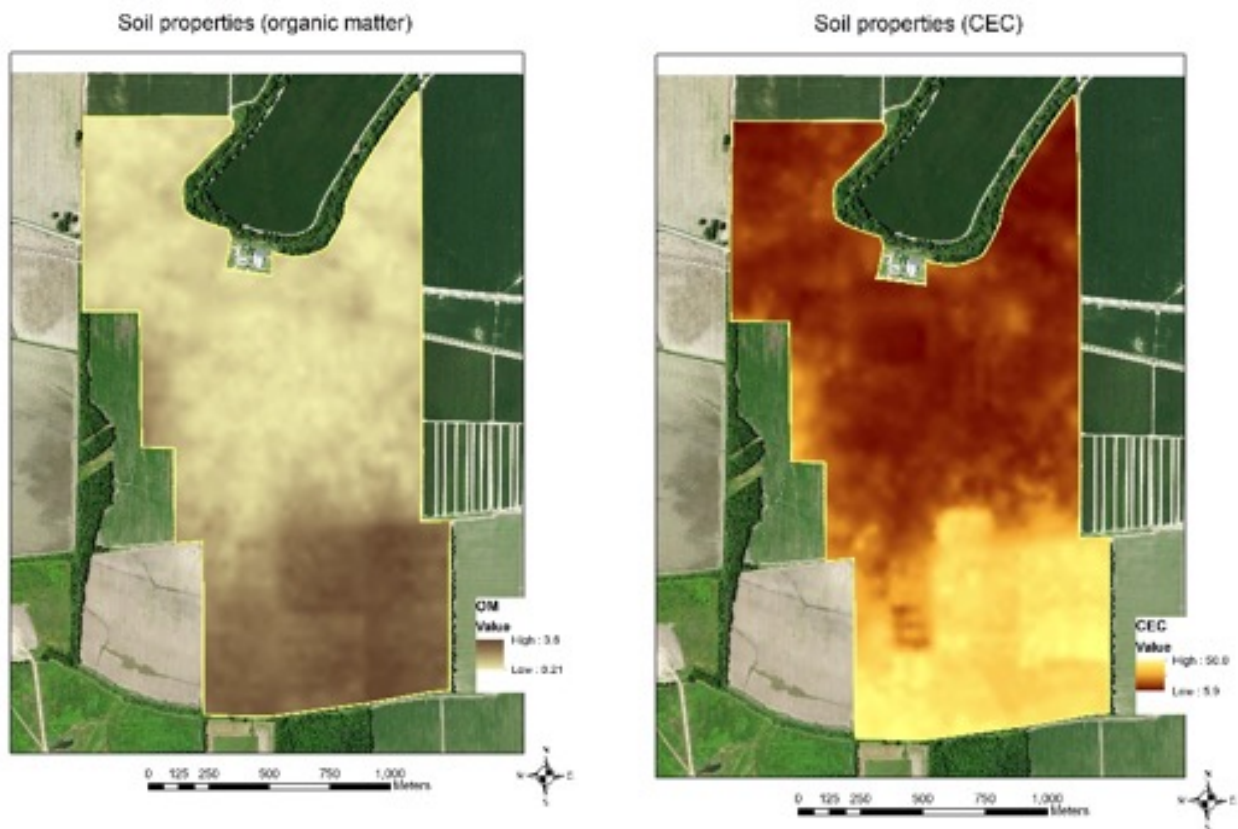 Soil properties (organic matter)
OM
Value
High : 3.8
Low : 0.21
0 125 250 500 750 1,000
Meters
N
W E
S
Soil properties (CEC)
CEC
Value
High : 50.0
Low : 5.9
0 125 250 500 750 1,000
Meters
N
W E
S